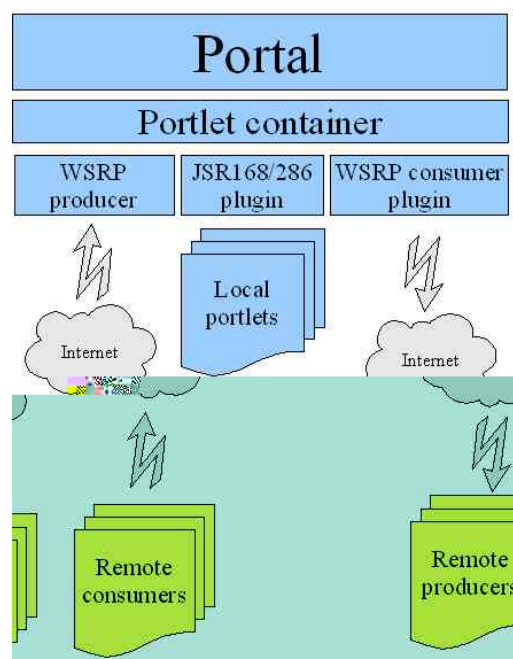 Portal
Portlet container
WSRP
producer
JSR168/286
plugin
WSRP consumer
plugin
Local
portlets
Internet
Internet
Remote
consumers
Remote
producers